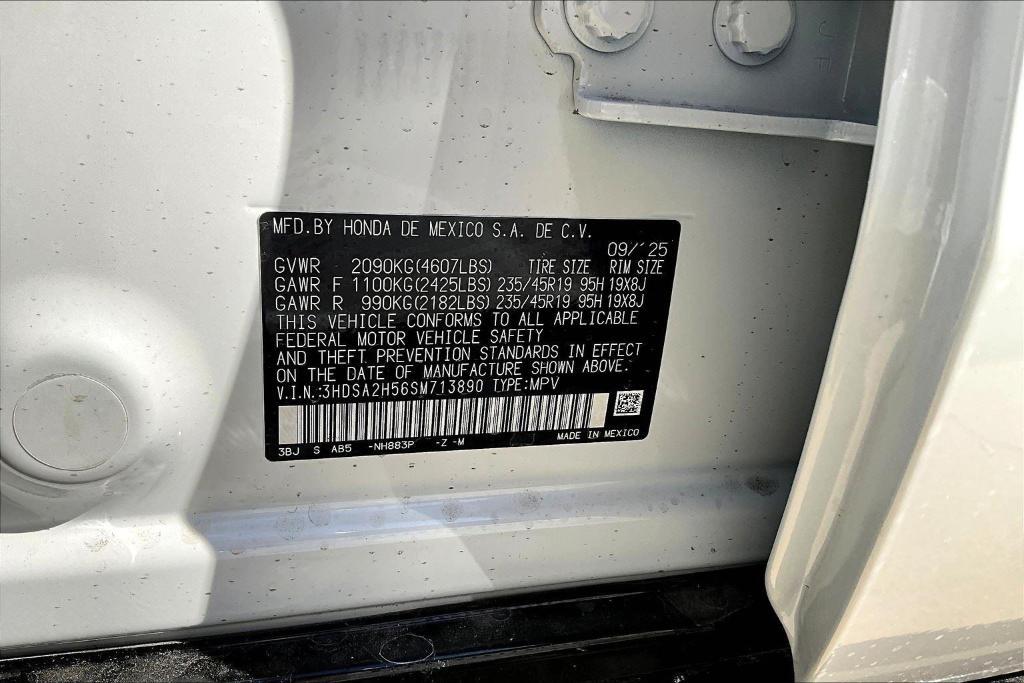 MFD.BY HONDA DE MEXICO S.A. DE C.V.
09/'25
GVWR 2090KG(4607LBS) TIRE SIZE RIM SIZE
GAWR F 1100KG(2425LBS) 235/45R19 95H 19X8J
GAWR R 990KG(2182LBS) 235/45R19 95H 19X8J
THIS VEHICLE CONFORMS TO ALL APPLICABLE
FEDERAL MOTOR VEHICLE SAFETY
AND THEFT PREVENTION STANDARDS IN EFFECT
ON THE DATE OF MANUFACTURE SHOWN ABOVE.
V.I.N.:3HDSA2H56SM713890 TYPE:MPV
3BJ S AB5 -NH883P -Z -M MADE IN MEXICO